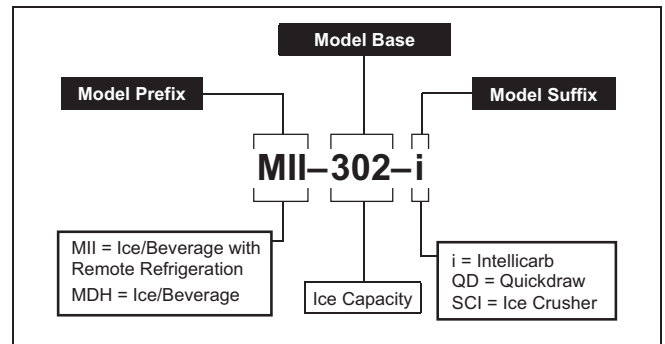 Model Base
Model Prefix
Model Suffix
MII–302–i
MII = Ice/Beverage with
Remote Refrigeration
MDH = Ice/Beverage
Ice Capacity
i = Intellicarb
QD = Quickdraw
SCI = Ice Crusher